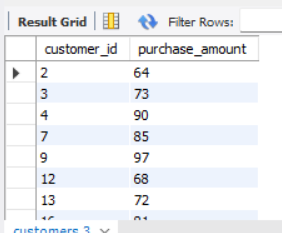 Result Grid Filter Rows:
customer_id purchase_amount
2 64
3 73
4 90
7 85
9 97
12 68
13 72
customers 3